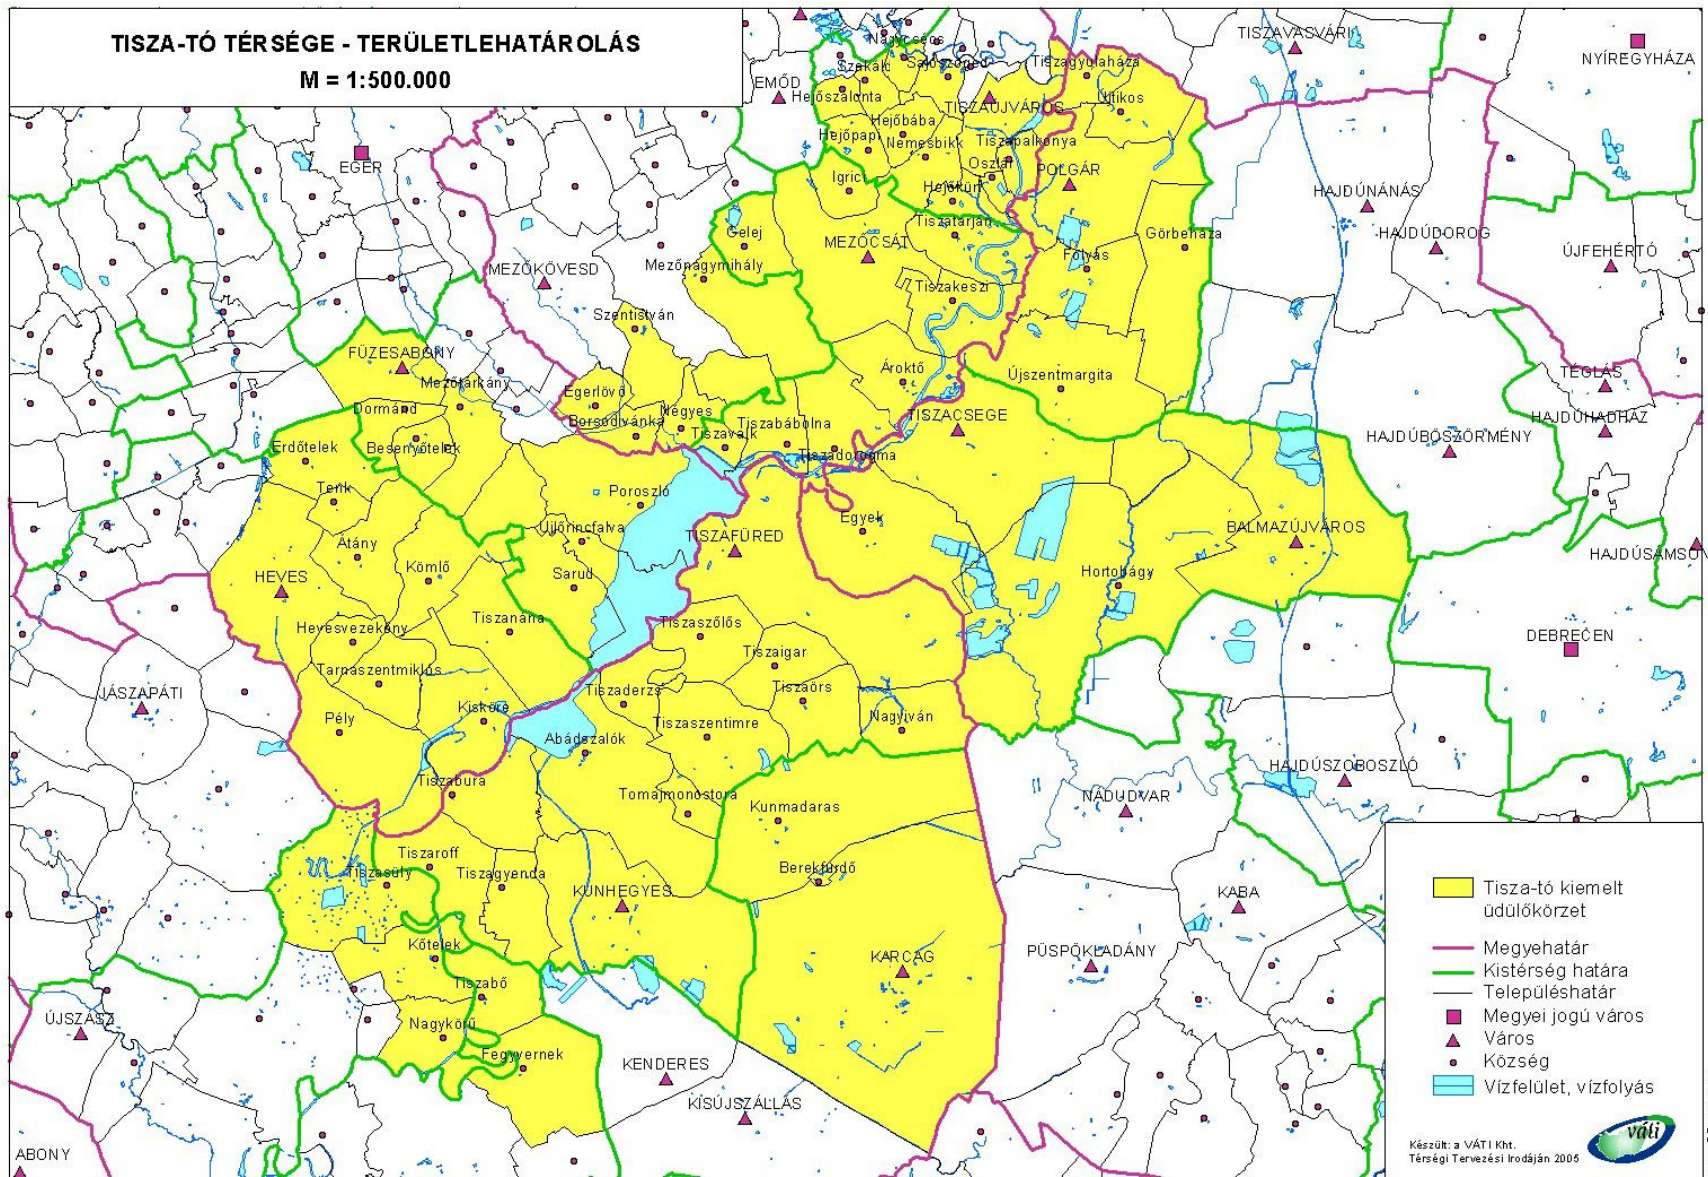 TISZA-TÓ TÉRSÉGE - TERÜLETLEHATÁROLÁS
M = 1:500.000
Nagycsécs
TISZAVASVÁRI
NYÍREGYHÁZA
Szakáld
Sajószöged
Tiszagyulaháza
EMŐD
Hejőszalonta
TISZAÚJVÁROS
Újtikos
Hejőbába
Hejőpapi
Nemesbikk
Tiszapalkonya
EGER
Oszlár
POLGÁR
Igrici
Hejőkürt
HAJDÚNÁNÁS
Tiszatarján
Gelej
MEZŐCSÁT
Görbeháza
HAJDÚDOROG
ÚJFEHÉRTÓ
Folyás
MEZŐKÖVESD
Mezőnagymihály
Tiszakeszi
Szentistván
FÜZESABONY
Ároktő
Újszentmargita
TÉGLÁS
Mezőtárkány
Egerlövő
Dormánd
Négyes
TISZACSEGE
HAJDÚHADHÁZ
Borsodivánka
Tiszabábolna
Tiszavalk
HAJDÚBÖSZÖRMÉNY
Erdőtelek
Besenyőtelek
Tiszadorogma
Tenk
Poroszló
Egyek
Újlőrincfalva
TISZAFÜRED
BALMAZÚJVÁROS
Átány
HAJDÚSÁMSON
HEVES
Kömlő
Sarud
Hortobágy
Tiszanána
Hevesvezekény
Tiszaszőlős
DEBRECEN
Tiszaigar
Tarnaszentmiklós
JÁSZAPÁTI
Tiszaderzs
Tiszaörs
Pély
Kisköre
Tiszaszentimre
Nagyiván
Abádszalók
HAJDÚSZOBOSZLÓ
Tiszabura
Tomajmonostora
NÁDUDVAR
Kunmadaras
Tiszaroff
Tiszasüly
Tiszagyenda
Berekfürdő
KUNHEGYES
KABA
Kőtelek
KARCAG
PÜSPÖKLADÁNY
Tiszabő
ÚJSZÁSZ
Nagykörű
Fegyvernek
KENDERES
KISÚJSZÁLLÁS
ABONY
Tisza-tó kiemelt
üdülőkörzet
Megyehatár
Kistérség határa
Településhatár
Megyei jogú város
Város
Község
Vízfelület, vízfolyás
váti
Készült: a VÁTI Kht.
Térségi Tervezési Irodáján 2005